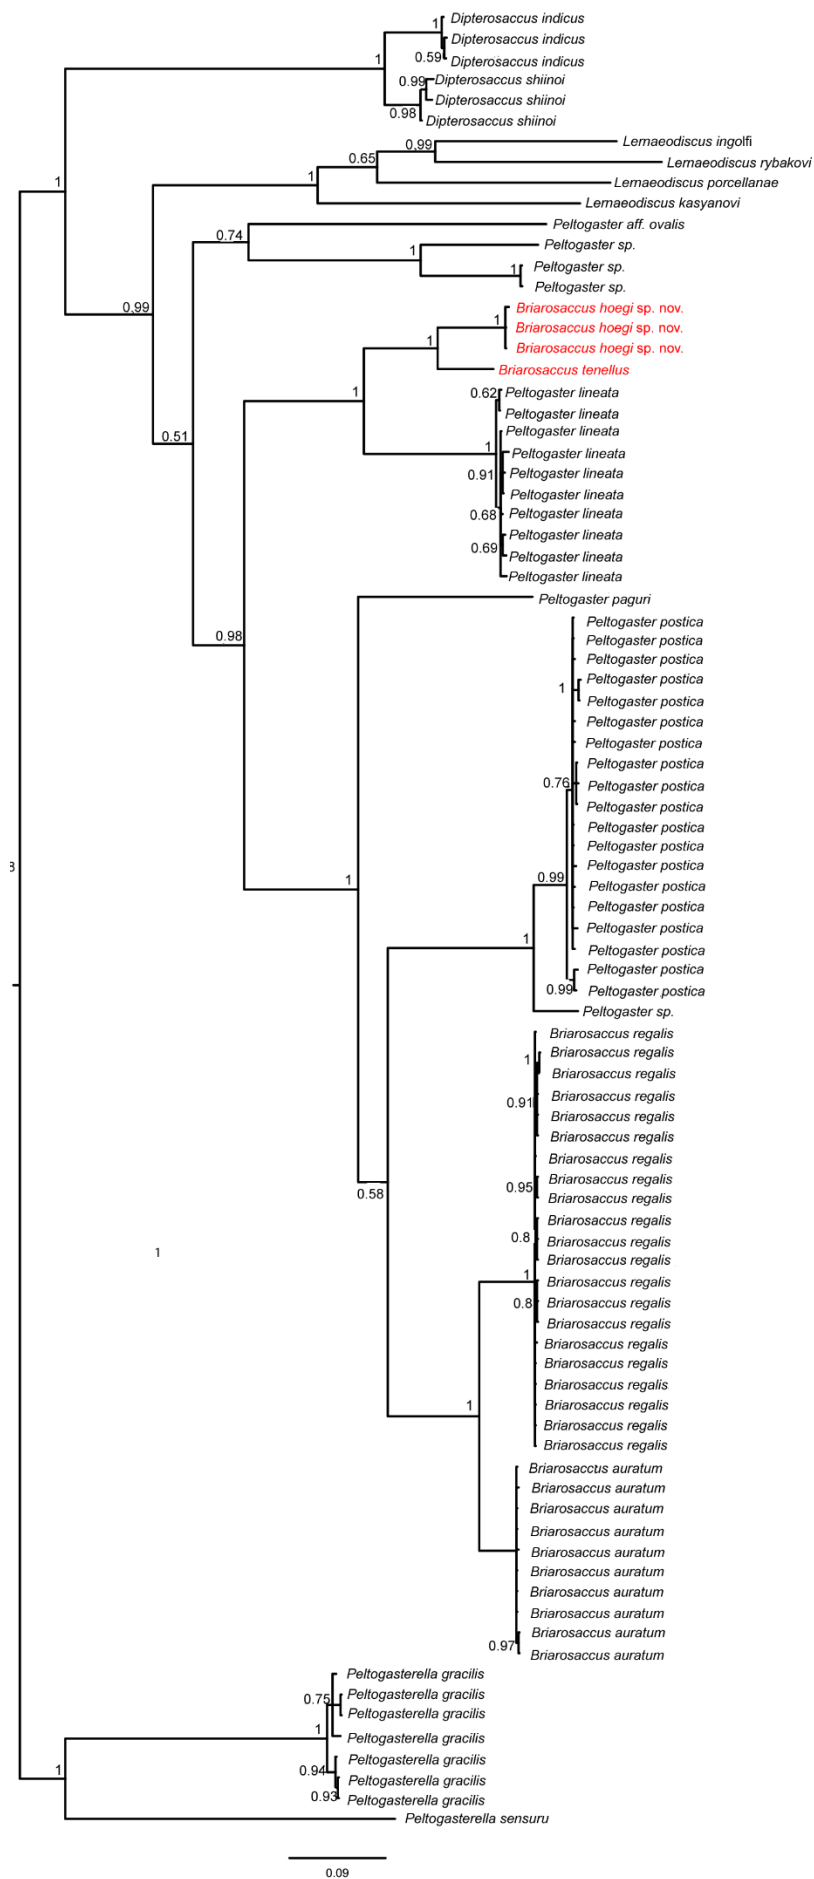 1
Dipterosaccus indicus
Dipterosaccus indicus
0.59
Dipterosaccus indicus
1
0.99
Dipterosaccus shiinoi
Dipterosaccus shiinoi
0.98
Dipterosaccus shiinoi
0.99
Lernaeodiscus ingolfi
0.65
Lernaeodiscus rybakovi
1
Lernaeodiscus porcellanae
1
Lernaeodiscus kasyanovi
Peltogaster aff. ovalis
0.74
Peltogaster sp.
1
1
Peltogaster sp.
Peltogaster sp.
0.99
Briarosaccus hoegi sp. nov.
1
Briarosaccus hoegi sp. nov.
1
Briarosaccus hoegi sp. nov.
Briarosaccus tenellus
1
0.62
Peltogaster lineata
Peltogaster lineata
0.51
Peltogaster lineata
1
Peltogaster lineata
0.91
Peltogaster lineata
Peltogaster lineata
0.68
Peltogaster lineata
Peltogaster lineata
0.69
Peltogaster lineata
Peltogaster lineata
Peltogaster paguri
Peltogaster postica
0.98
Peltogaster postica
Peltogaster postica
1
Peltogaster postica
Peltogaster postica
Peltogaster postica
Peltogaster postica
Peltogaster postica
0.76
Peltogaster postica
Peltogaster postica
Peltogaster postica
Peltogaster postica
Peltogaster postica
1
0.99
Peltogaster postica
Peltogaster postica
Peltogaster postica
1
Peltogaster postica
Peltogaster postica
0.99
Peltogaster postica
Peltogaster sp.
Briarosaccus regalis
1
Briarosaccus regalis
Briarosaccus regalis
0.91
Briarosaccus regalis
Briarosaccus regalis
Briarosaccus regalis
Briarosaccus regalis
0.58
0.95
Briarosaccus regalis
Briarosaccus regalis
Briarosaccus regalis
0.8
Briarosaccus regalis
1
Briarosaccus regalis
1
Briarosaccus regalis
0.8
Briarosaccus regalis
Briarosaccus regalis
Briarosaccus regalis
Briarosaccus regalis
Briarosaccus regalis
1
Briarosaccus regalis
Briarosaccus regalis
Briarosaccus regalis
Briarosaccus auratum
Briarosaccus auratum
Briarosaccus auratum
Briarosaccus auratum
Briarosaccus auratum
Briarosaccus auratum
Briarosaccus auratum
Briarosaccus auratum
Briarosaccus auratum
0.97
Briarosaccus auratum
Peltogasterella gracilis
0.75
Peltogasterella gracilis
Peltogasterella gracilis
1
Peltogasterella gracilis
Peltogasterella gracilis
1
0.94
Peltogasterella gracilis
0.93
Peltogasterella gracilis
Peltogasterella sensuru
0.09